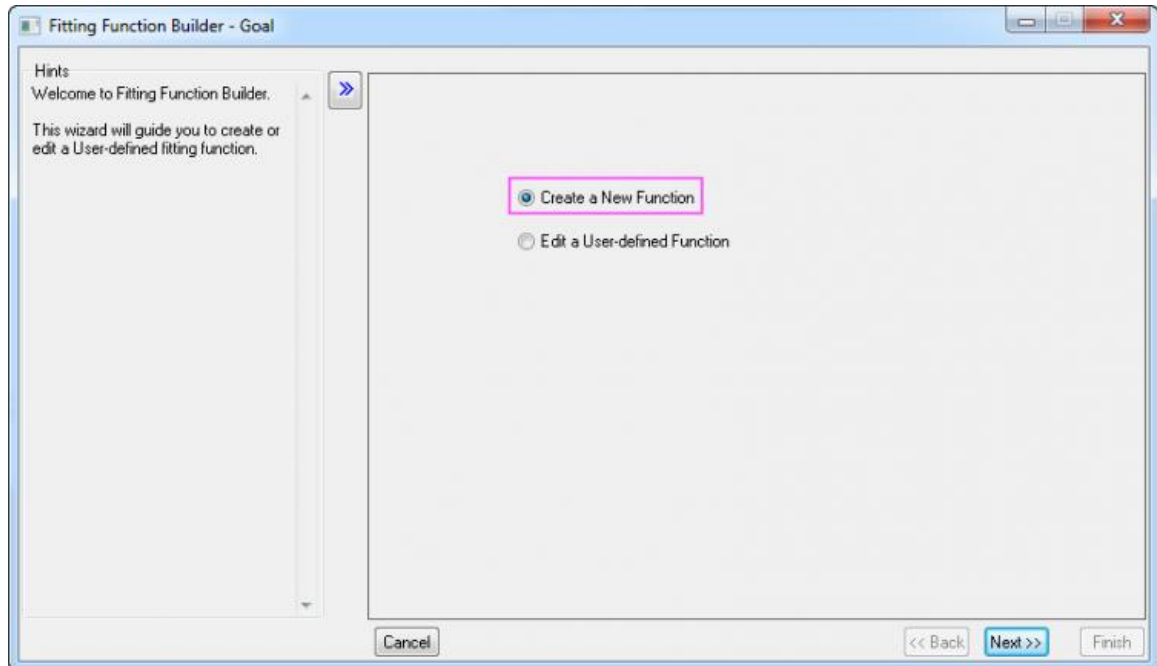 Fitting Function Builder - Goal
Hints
Welcome to Fitting Function Builder.
This wizard will guide you to create or
edit a User-defined fitting function.
Create a New Function
Edit a User-defined Function
Cancel
<< Back
Next >>
Finish